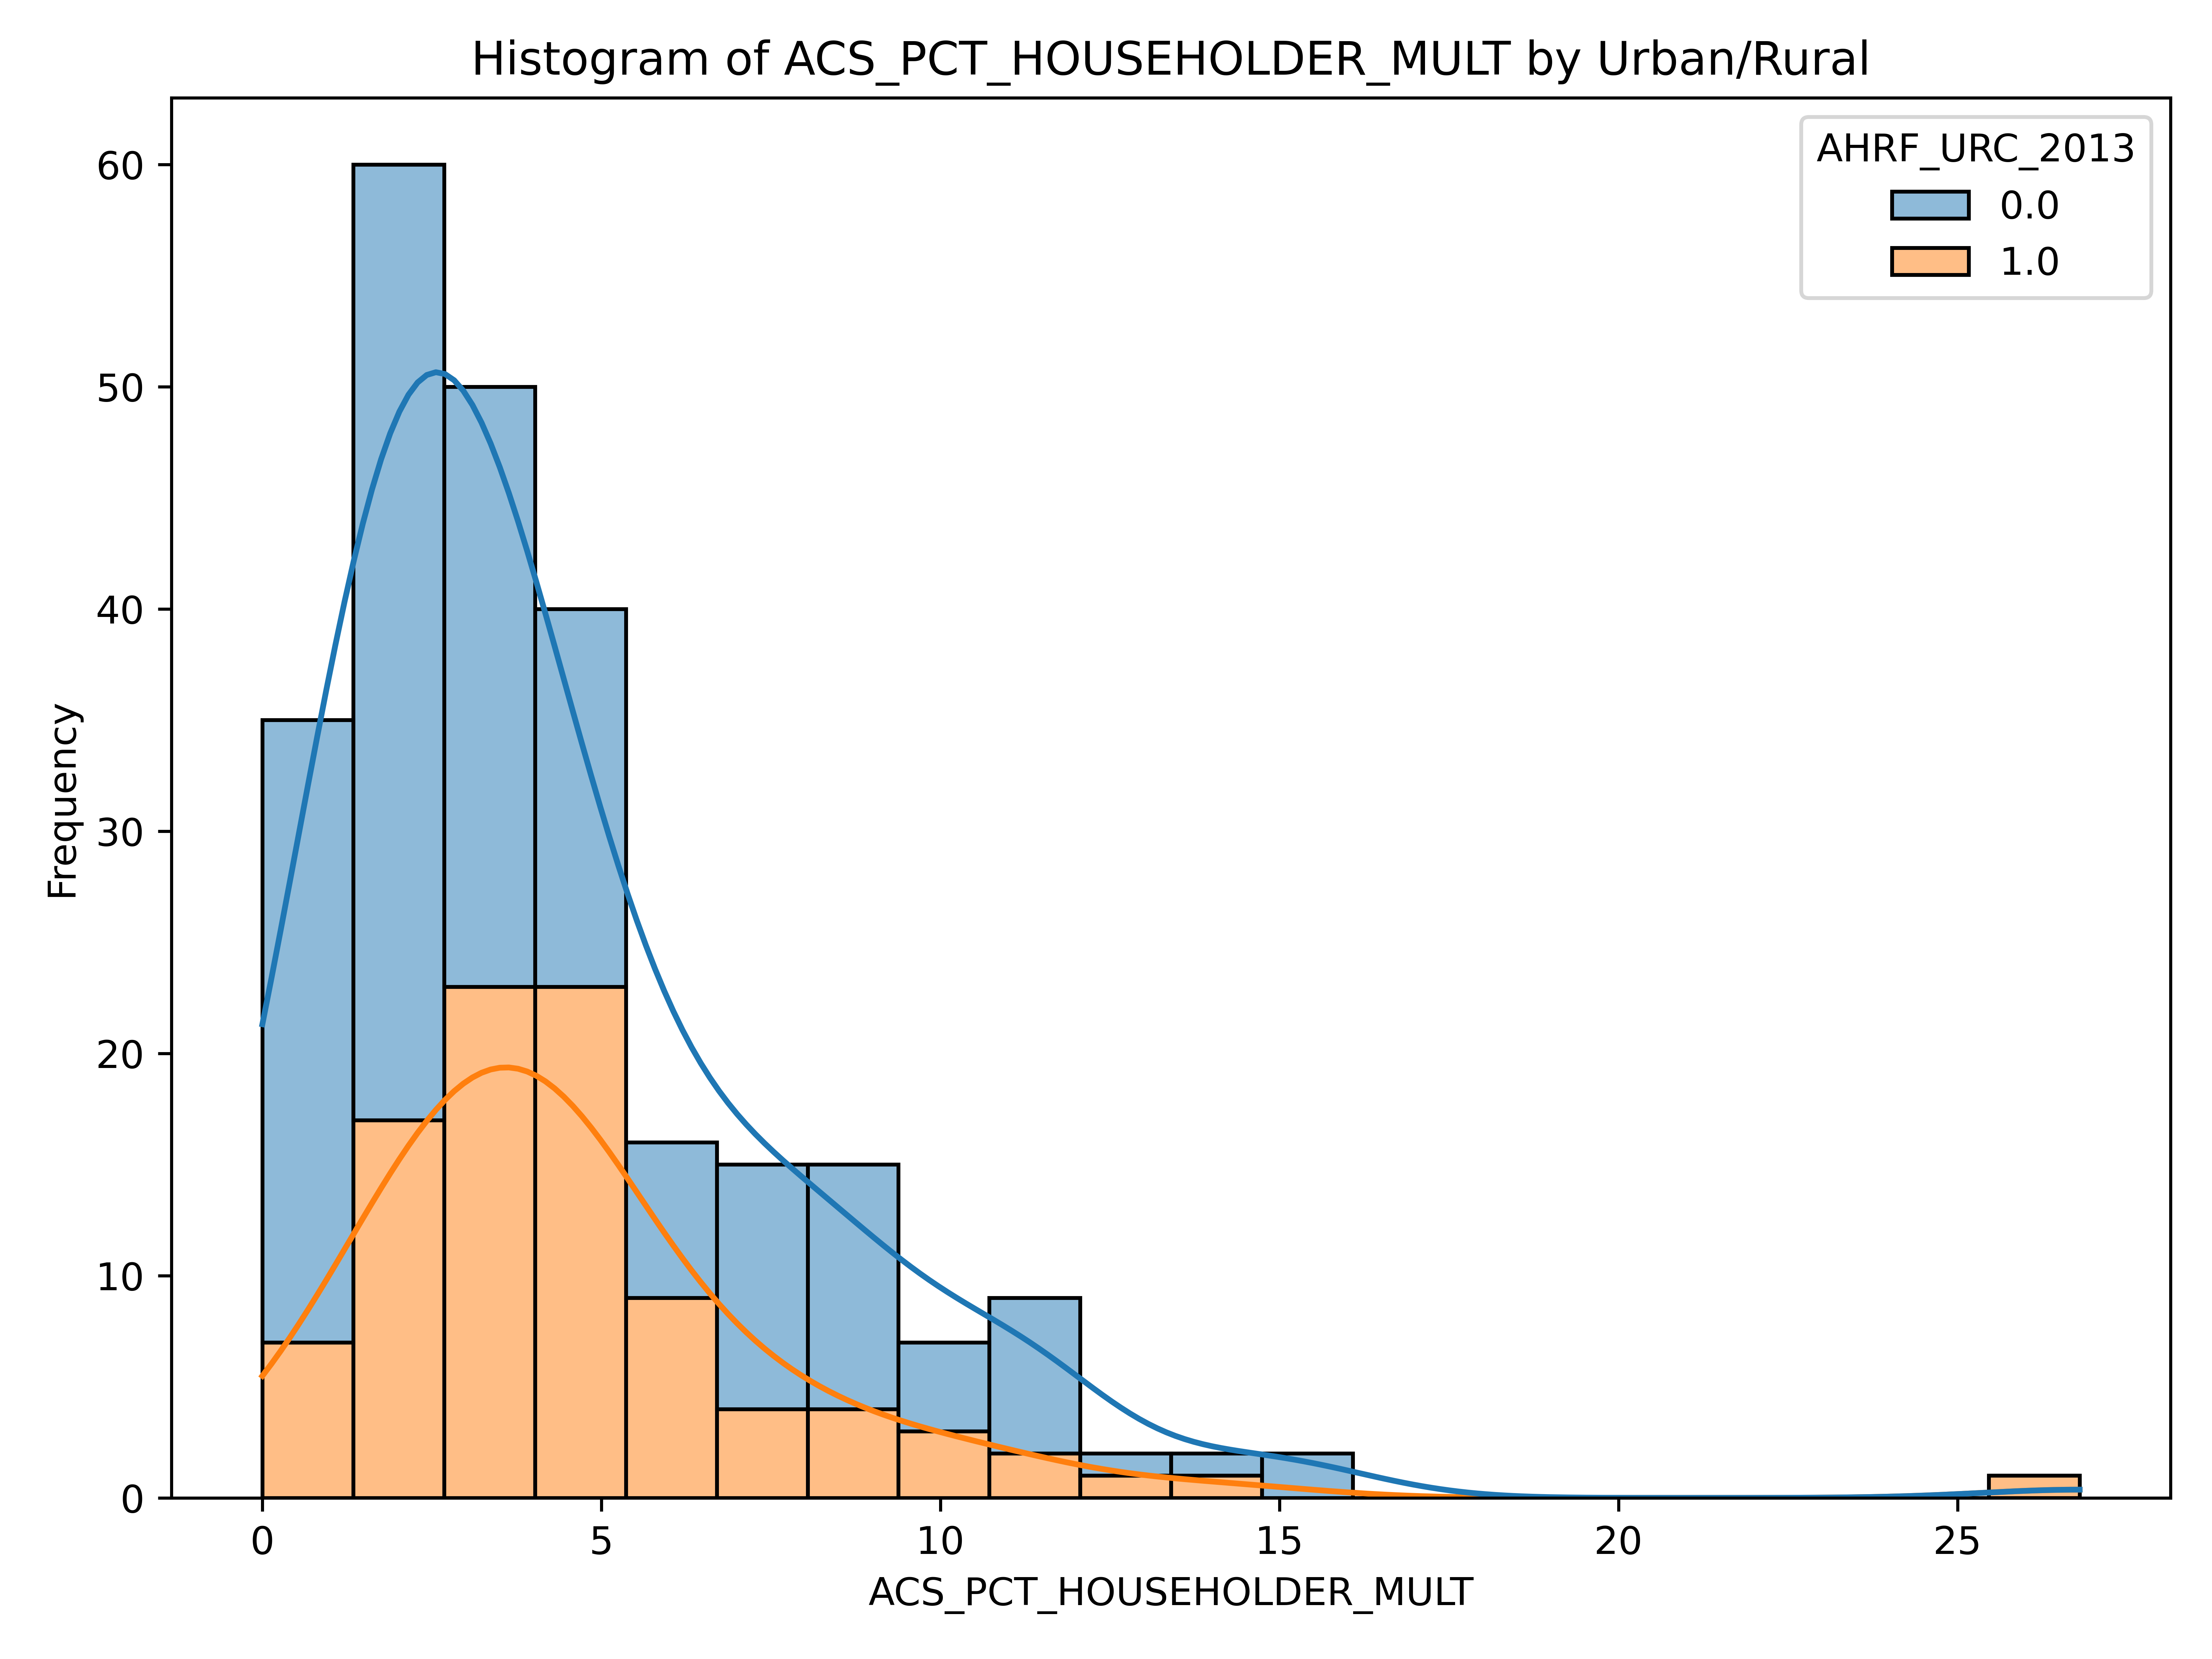 Histogram of ACS_PCT_HOUSEHOLDER_MULT by Urban/Rural
AHRF_URC_2013
0.0
1.0
60
50
40
30
20
10
0
Frequency
0 5 10 15 20 25
ACS_PCT_HOUSEHOLDER_MULT